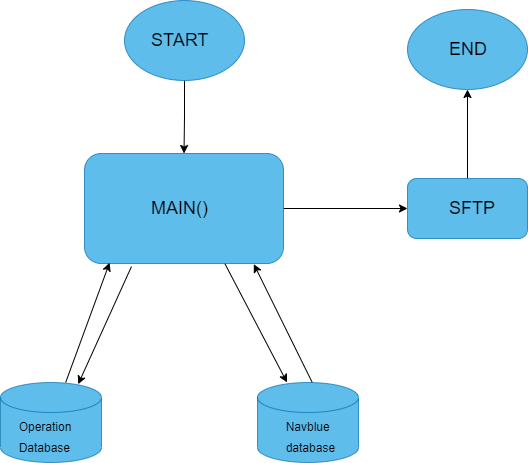 START
END
MAIN()
SFTP
Operation
Database
Navblue
database